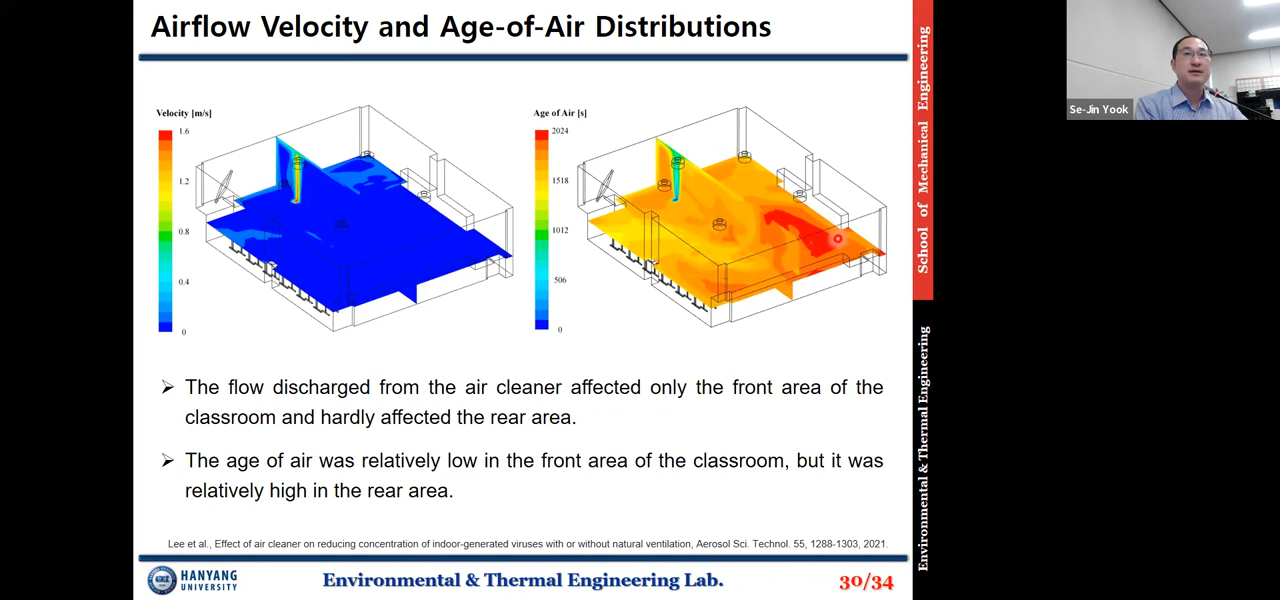 Airflow Velocity and Age-of-Air Distributions
Velocity [m/s]
1.6
1.2
0.8
0.4
0
Age of Air [s]
2024
1518
1012
506
0
➢ The flow discharged from the air cleaner affected only the front area of the
classroom and hardly affected the rear area.
➢ The age of air was relatively low in the front area of the classroom, but it was
relatively high in the rear area.
Lee et al., Effect of air cleaner on reducing concentration of indoor-generated viruses with or without natural ventilation, Aerosol Sci. Technol. 55, 1288-1303, 2021.
HANYANG
UNIVERSITY
Environmental & Thermal Engineering Lab.
30/34
School of Mechanical Engineering
Environmental & Thermal Engineering
Se-Jin Yook